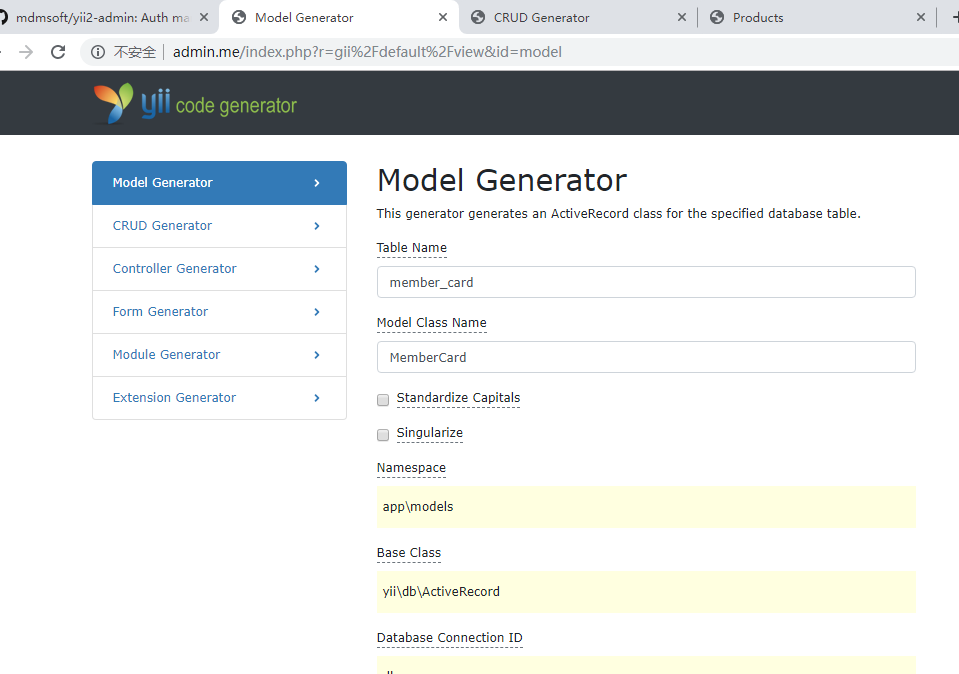 mdmsoft/yii2-admin: Auth ma
Model Generator
CRUD Generator
Products
不安全
admin.me/index.php?r=gii%2Fdefault%2Fview&id=model
yii code generator
Model Generator
CRUD Generator
Controller Generator
Form Generator
Module Generator
Extension Generator
Model Generator
This generator generates an ActiveRecord class for the specified database table.
Table Name
member_card
Model Class Name
MemberCard
Standardize Capitals
Singularize
Namespace
app\models
Base Class
yii\db\ActiveRecord
Database Connection ID